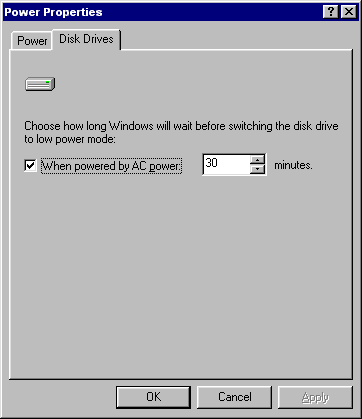 Power Properties
Power
Disk Drives
Choose how long Windows will wait before switching the disk drive
to low power mode:
When powered by AC power: 30 minutes.
OK Cancel Apply